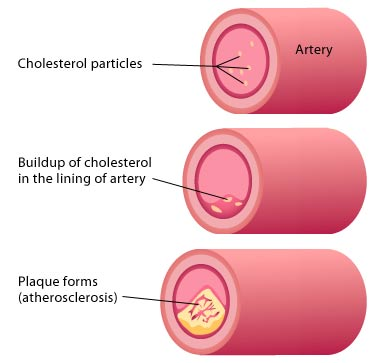 Artery
Cholesterol particles
Buildup of cholesterol
in the lining of artery
Plaque forms
(atherosclerosis)